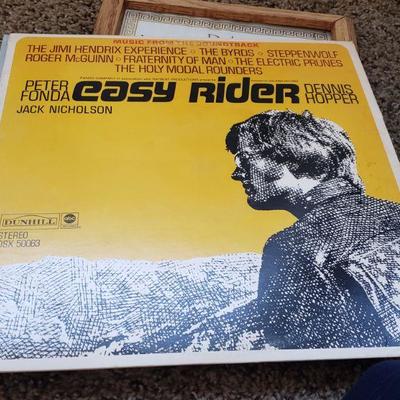 MUSIC FROM THE SOUNDTRACK
THE JIMI HENDRIX EXPERIENCE • THE BYRDS • STEPPENWOLF
ROGER McGUINN • FRATERNITY OF MAN • THE ELECTRIC PRUNES
• THE HOLY MODAL ROUNDERS
PETER FONDA
easy RideR
DENNIS HOPPER
JACK NICHOLSON
DUNHILL
abc
STEREO
DSX 50063